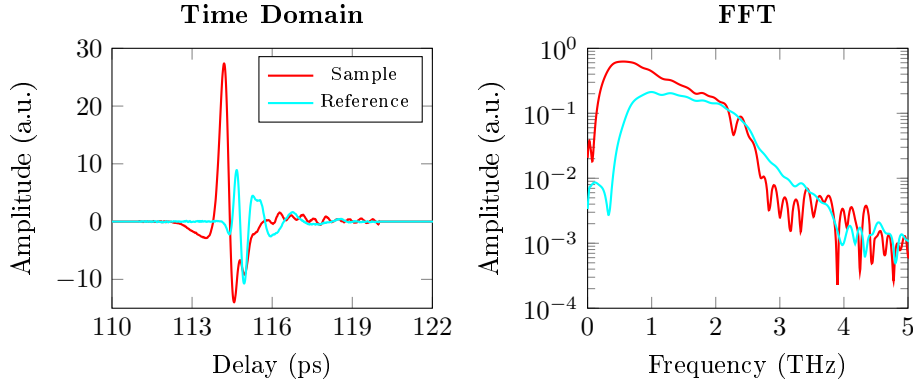 Time Domain
30
20
10
0
−10
110
113
116
119
122
Amplitude (a.u.)
Delay (ps)
Sample
Reference
FFT
10^0
10^−1
10^−2
10^−3
10^−4
0
1
2
3
4
5
Amplitude (a.u.)
Frequency (THz)